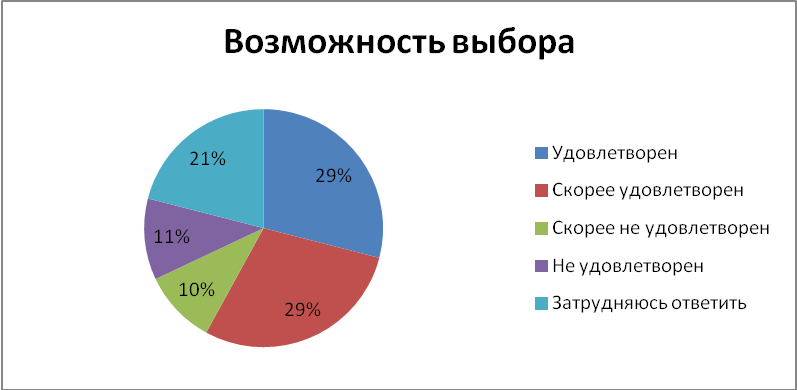 Возможность выбора
21%
29%
11%
10%
29%
Удовлетворен
Скорее удовлетворен
Скорее не удовлетворен
Не удовлетворен
Затрудняюсь ответить